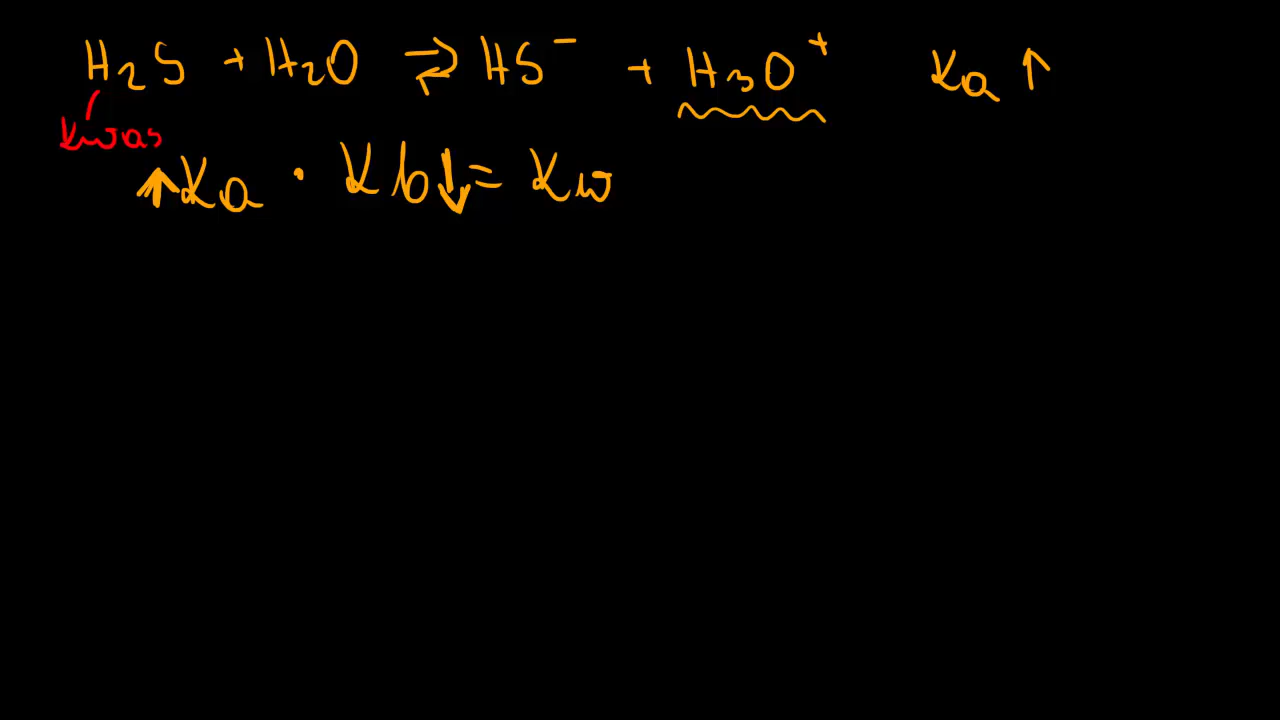 H₂S + H₂O ⇄ HS⁻ + H₃O⁺ Ka ↑
kwas
↑Ka · Kb↓ = Kw